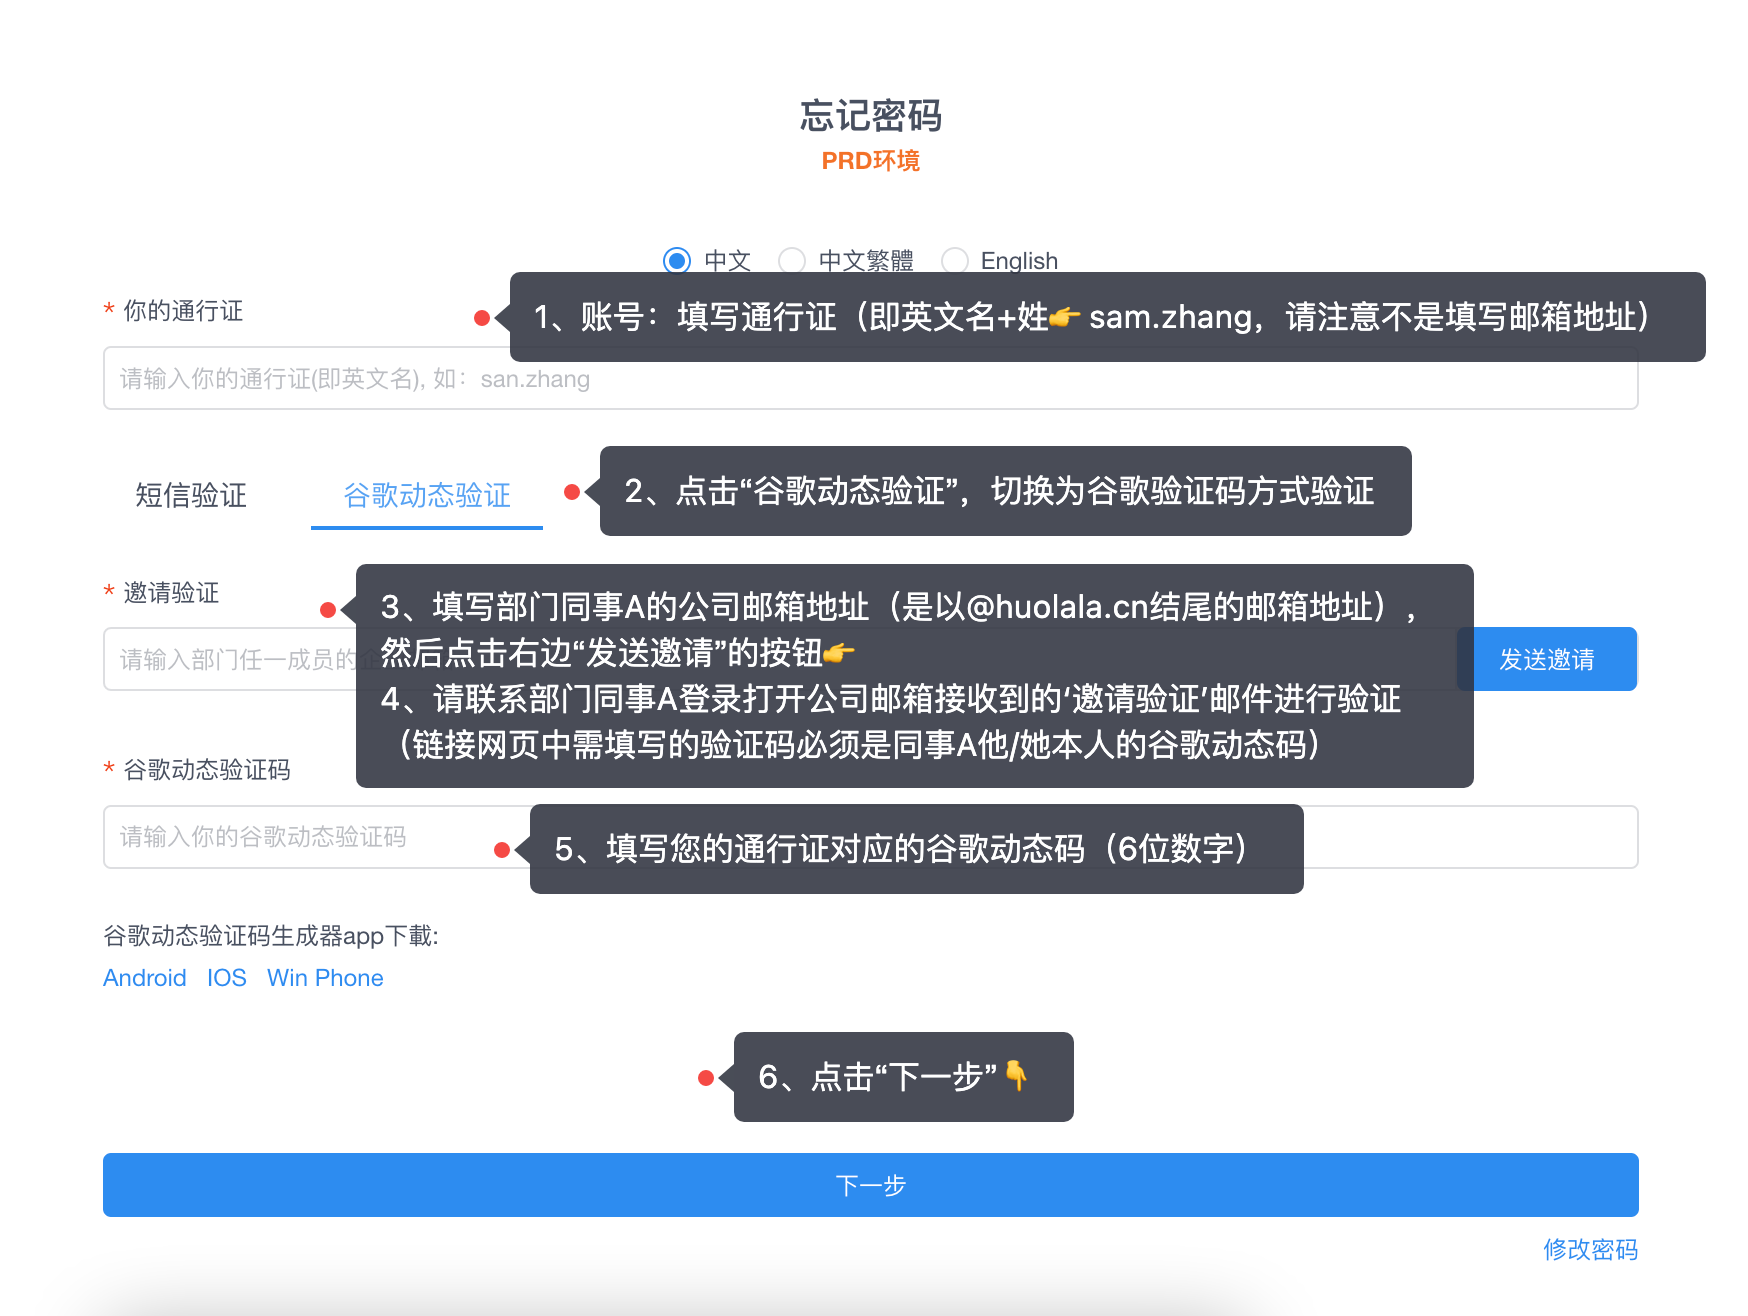 忘记密码
PRD环境
中文 中文繁體 English
* 你的通行证
1、账号：填写通行证（即英文名+姓👉 sam.zhang，请注意不是填写邮箱地址）
请输入你的通行证(即英文名), 如：san.zhang
短信验证 谷歌动态验证
2、点击“谷歌动态验证”，切换为谷歌验证码方式验证
* 邀请验证
请输入部门任一成员的
3、填写部门同事A的公司邮箱地址（是以@huolala.cn结尾的邮箱地址），
然后点击右边“发送邀请”的按钮👉
4、请联系部门同事A登录打开公司邮箱接收到的‘邀请验证’邮件进行验证
（链接网页中需填写的验证码必须是同事A他/她本人的谷歌动态码）
发送邀请
* 谷歌动态验证码
请输入你的谷歌动态验证码
5、填写您的通行证对应的谷歌动态码（6位数字）
谷歌动态验证码生成器app下載:
Android IOS Win Phone
6、点击“下一步”👇
下一步
修改密码